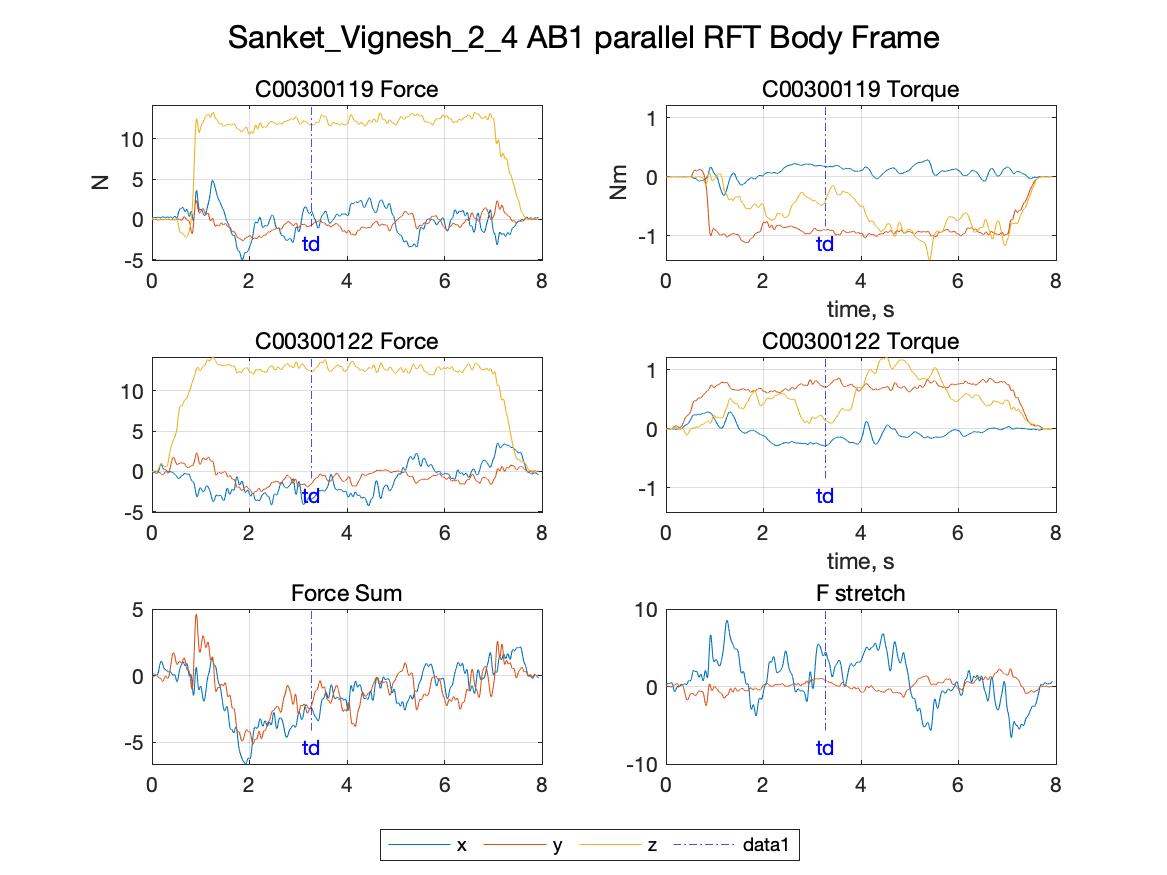 Sanket_Vignesh_2_4 AB1 parallel RFT Body Frame
C00300119 Force
N
10
5
0
-5
td
0 2 4 6 8
C00300119 Torque
Nm
1
0
-1
td
0 2 4 6 8
time, s
C00300122 Force
10
5
0
-5
td
0 2 4 6 8
C00300122 Torque
1
0
-1
td
0 2 4 6 8
time, s
Force Sum
5
0
-5
td
0 2 4 6 8
F stretch
10
0
-10
td
0 2 4 6 8
x y z data1